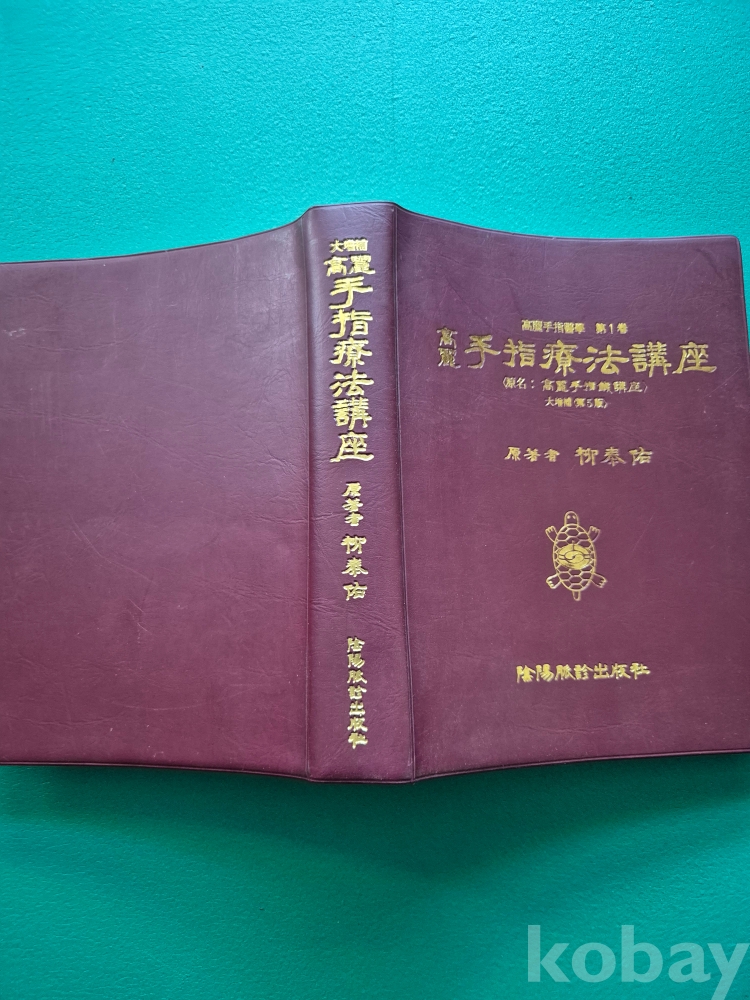 大增補
高麗
手指療法講座
原著者 柳泰佑
陰陽脈診出版社
高麗手指醫學 第1卷
高麗 手指療法講座
(原名: 高麗手指鍼講座)
大增補(第5版)
原著者 柳泰佑
陰陽脈診出版社
kobay